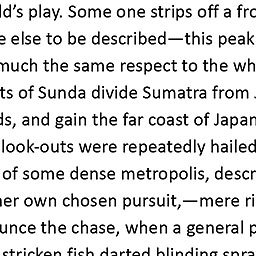 ld's play. Some one strips off a fr
e else to be described—this peak
much the same respect to the wh
ts of Sunda divide Sumatra from
ds, and gain the far coast of Japan
look-outs were repeatedly hailed
of some dense metropolis, descr
her own chosen pursuit,—mere ri
unce the chase, when a general p
stricken fish darted blinding spra